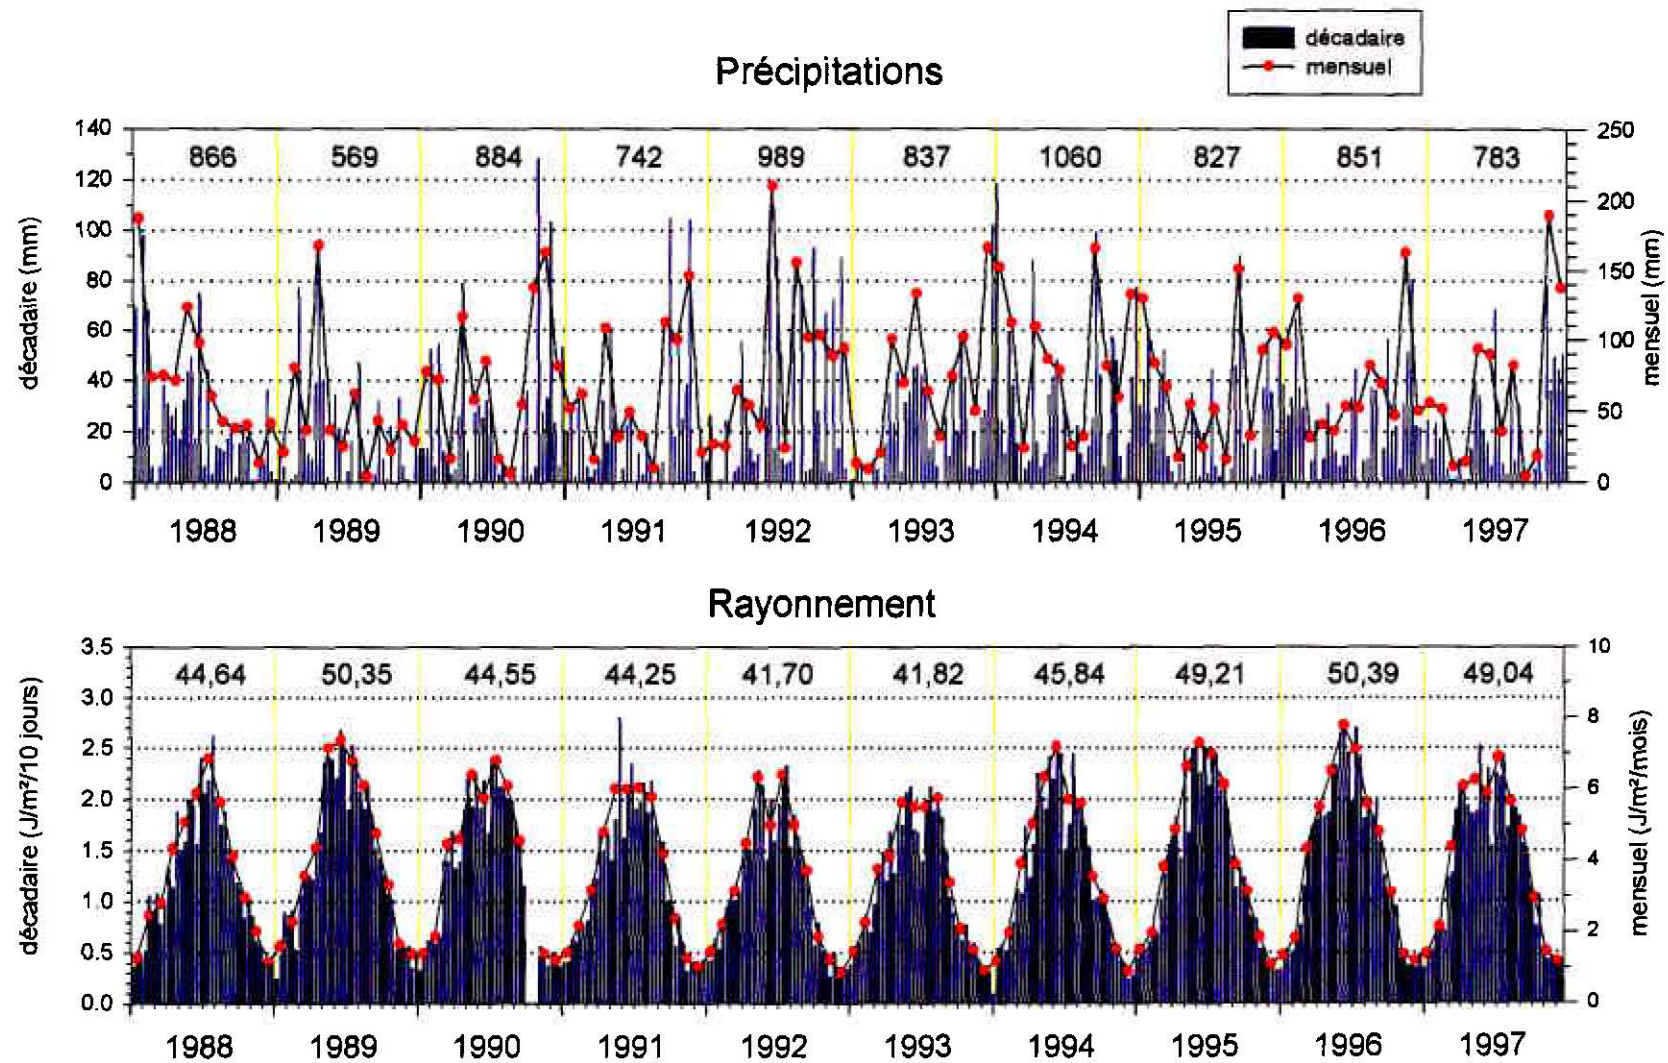 décadaire
mensuel
Précipitations
140
120
100
80
60
40
20
0
décadaire (mm)
866 569 884 742 989 837 1060 827 851 783
250
200
150
100
50
0
mensuel (mm)
1988 1989 1990 1991 1992 1993 1994 1995 1996 1997
Rayonnement
3.5
3.0
2.5
2.0
1.5
1.0
0.5
0.0
décadaire (J/m²/10 jours)
44,64 50,35 44,55 44,25 41,70 41,82 45,84 49,21 50,39 49,04
10
8
6
4
2
0
mensuel (J/m²/mois)
1988 1989 1990 1991 1992 1993 1994 1995 1996 1997